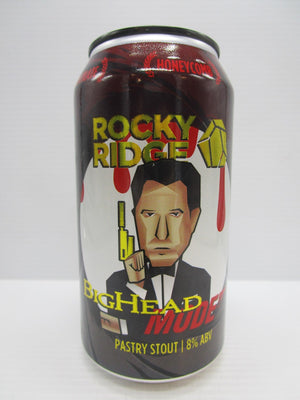 HONEYCOMB
ROCKY
RIDGE
BIGHEAD
MODE
PASTRY STOUT | 8% ABV